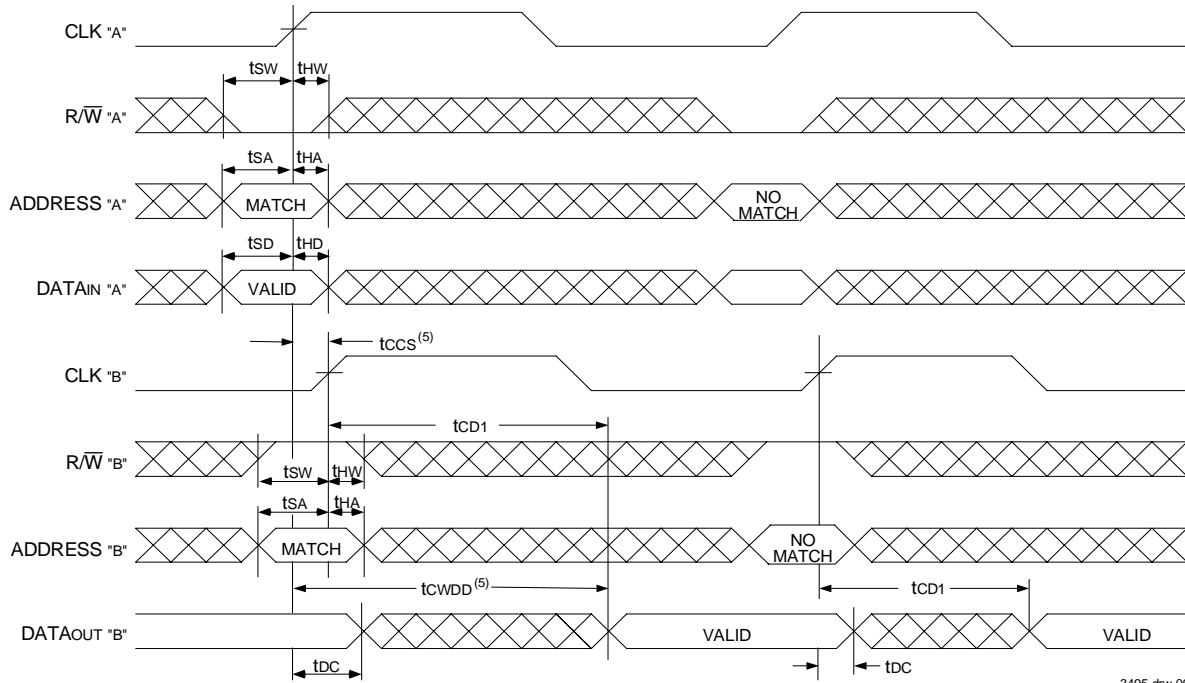 CLK "A"
tSW tHW
R/W̅ "A"
tSA tHA
ADDRESS "A" MATCH NO MATCH
tSD tHD
DATAIN "A" VALID
tCCS(5)
CLK "B"
tCD1
R/W̅ "B"
tSW tHW
tSA tHA
ADDRESS "B" MATCH NO MATCH
tCWDD(5) tCD1
DATAOUT "B" VALID VALID
tDC tDC